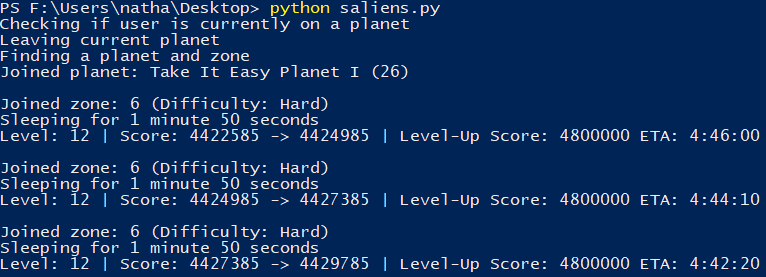 PS F:\Users\natha\Desktop> python saliens.py
Checking if user is currently on a planet
Leaving current planet
Finding a planet and zone
Joined planet: Take It Easy Planet I (26)
Joined zone: 6 (Difficulty: Hard)
Sleeping for 1 minute 50 seconds
Level: 12 | Score: 4422585 -> 4424985 | Level-Up Score: 4800000 ETA: 4:46:00
Joined zone: 6 (Difficulty: Hard)
Sleeping for 1 minute 50 seconds
Level: 12 | Score: 4424985 -> 4427385 | Level-Up Score: 4800000 ETA: 4:44:10
Joined zone: 6 (Difficulty: Hard)
Sleeping for 1 minute 50 seconds
Level: 12 | Score: 4427385 -> 4429785 | Level-Up Score: 4800000 ETA: 4:42:20